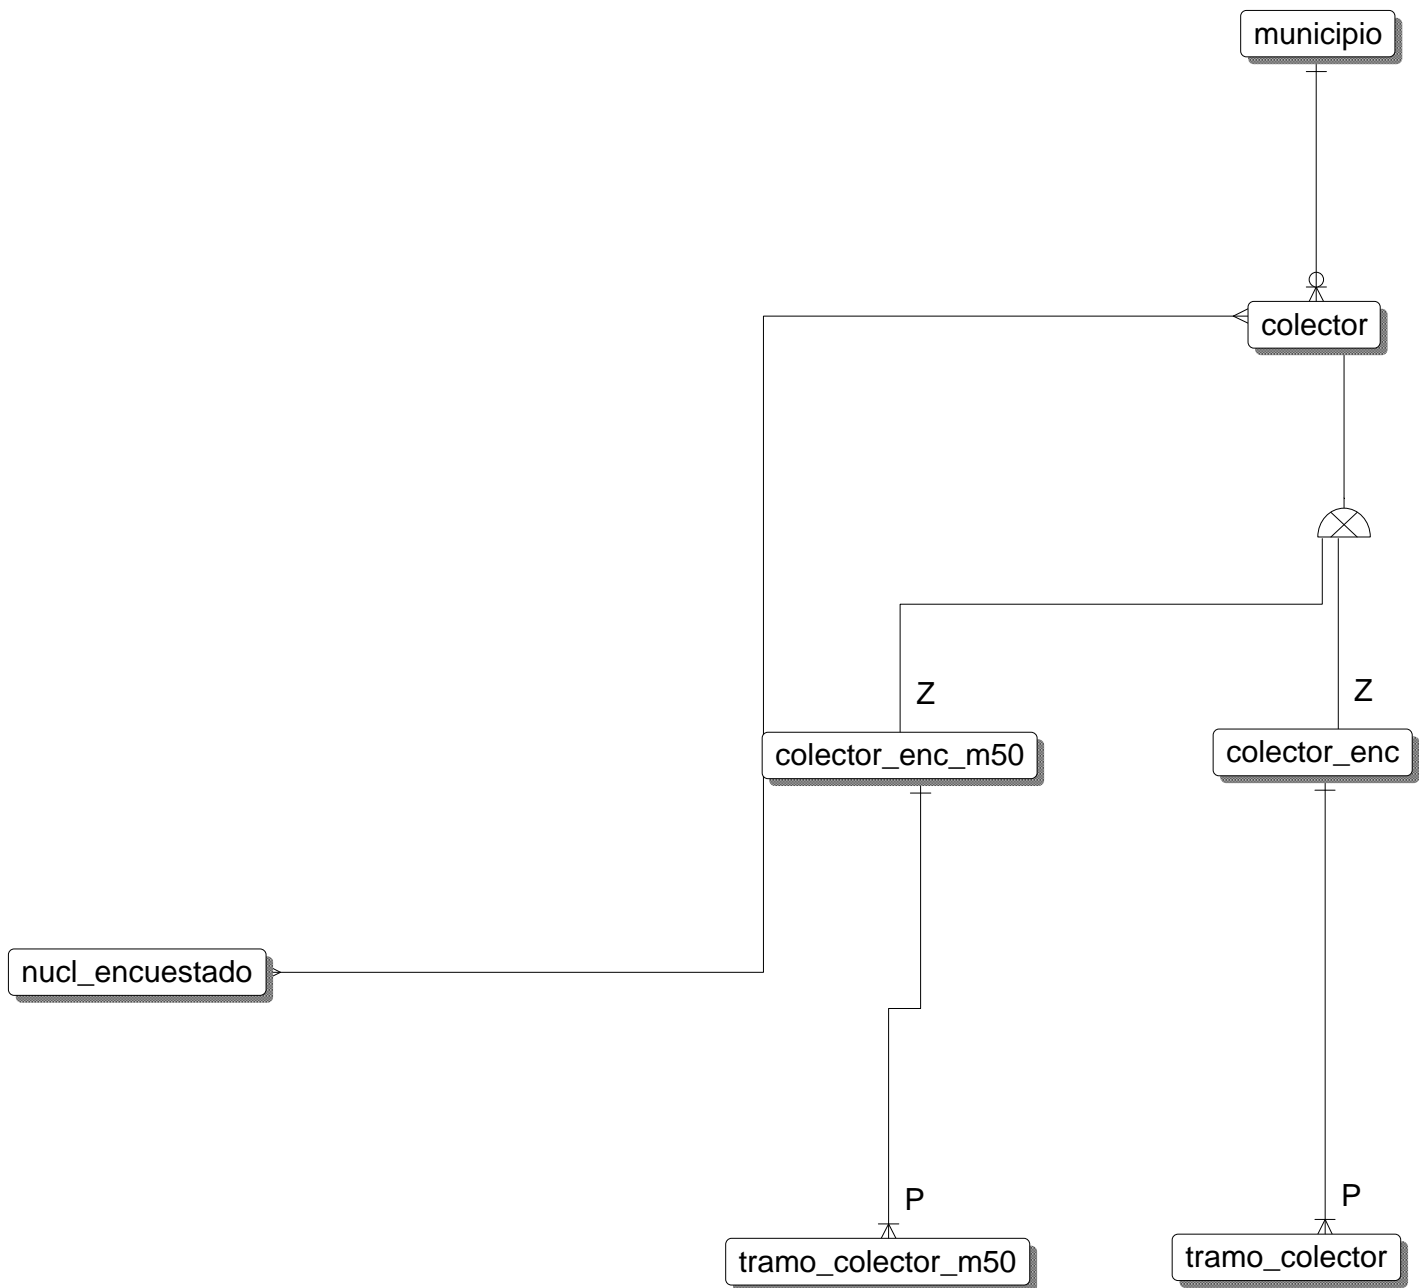 municipio
colector
Z
Z
colector_enc_m50
colector_enc
nucl_encuestado
P
P
tramo_colector_m50
tramo_colector